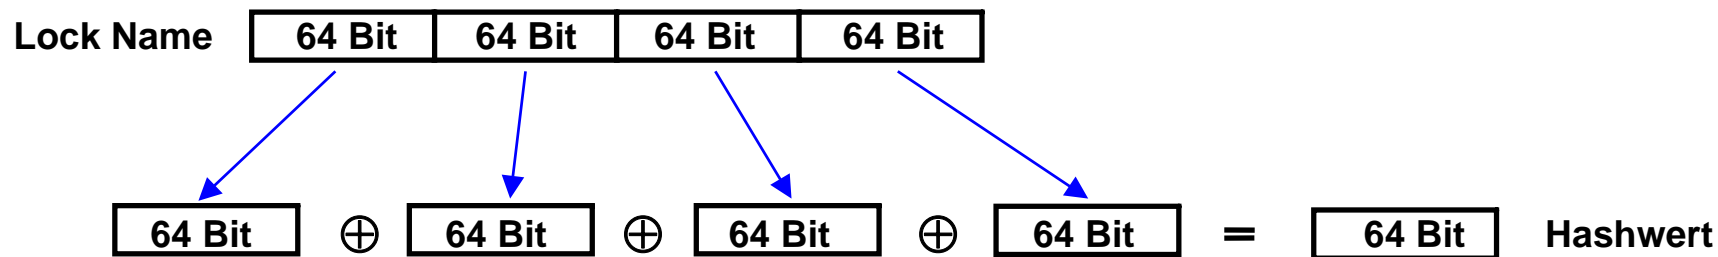 Lock Name 64 Bit 64 Bit 64 Bit 64 Bit
64 Bit ⊕ 64 Bit ⊕ 64 Bit ⊕ 64 Bit = 64 Bit Hashwert